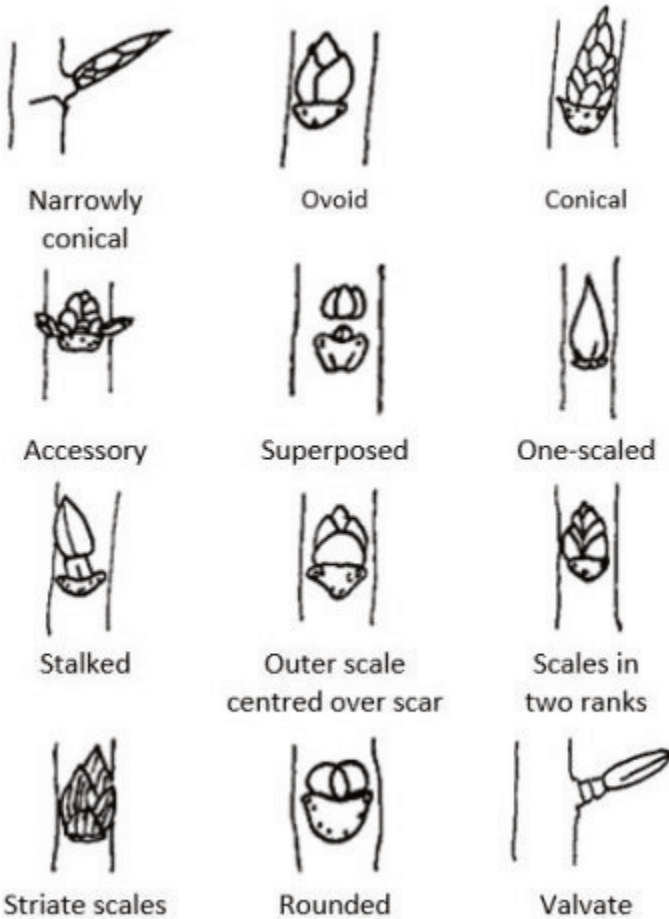 Narrowly
conical
Ovoid
Conical
Accessory
Superposed
One-scaled
Stalked
Outer scale
centred over scar
Scales in
two ranks
Striate scales
Rounded
Valvate